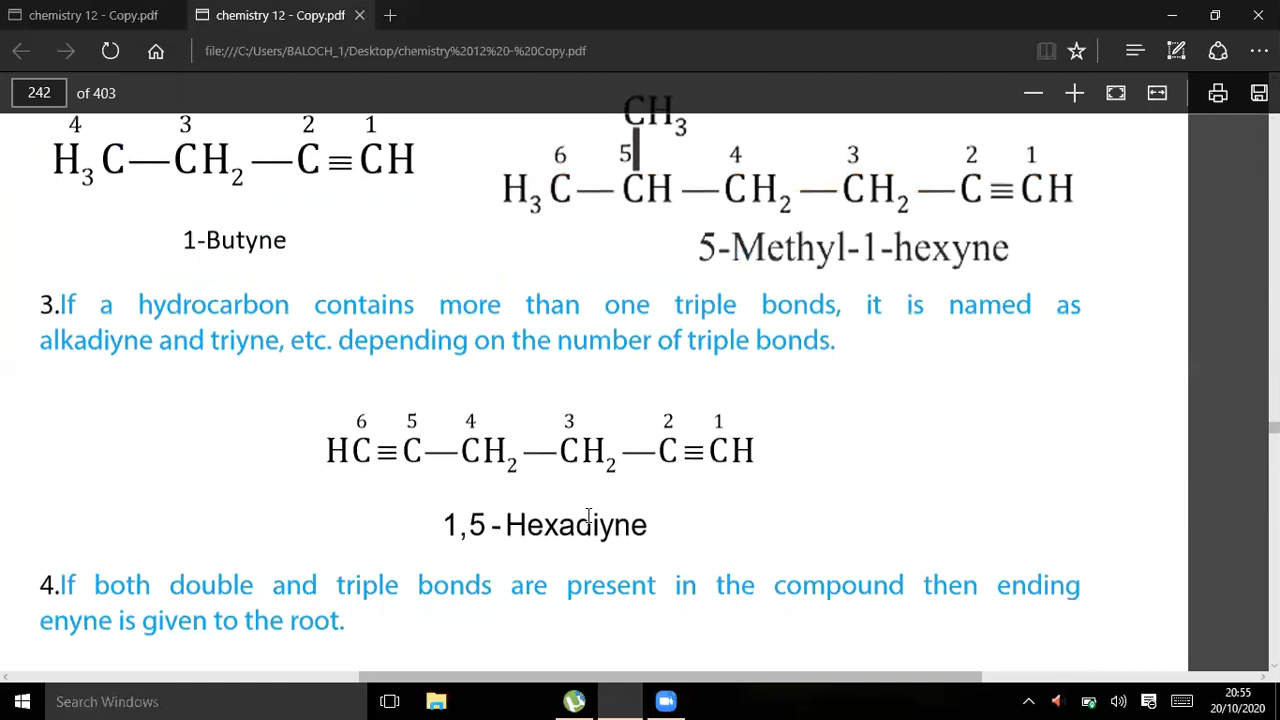 chemistry 12 - Copy.pdf
chemistry 12 - Copy.pdf
file:///C:/Users/BALOCH_1/Desktop/chemistry%2012%20-%20Copy.pdf
242 of 403
4 3 2 1
H₃C—CH₂—C≡CH
1-Butyne
CH₃
6 5 4 3 2 1
H₃C—CH—CH₂—CH₂—C≡CH
5-Methyl-1-hexyne
3.If a hydrocarbon contains more than one triple bonds, it is named as
alkadiyne and triyne, etc. depending on the number of triple bonds.
6 5 4 3 2 1
HC≡C—CH₂—CH₂—C≡CH
1,5-Hexadiyne
4.If both double and triple bonds are present in the compound then ending
enyne is given to the root.
Search Windows
20:55
20/10/2020